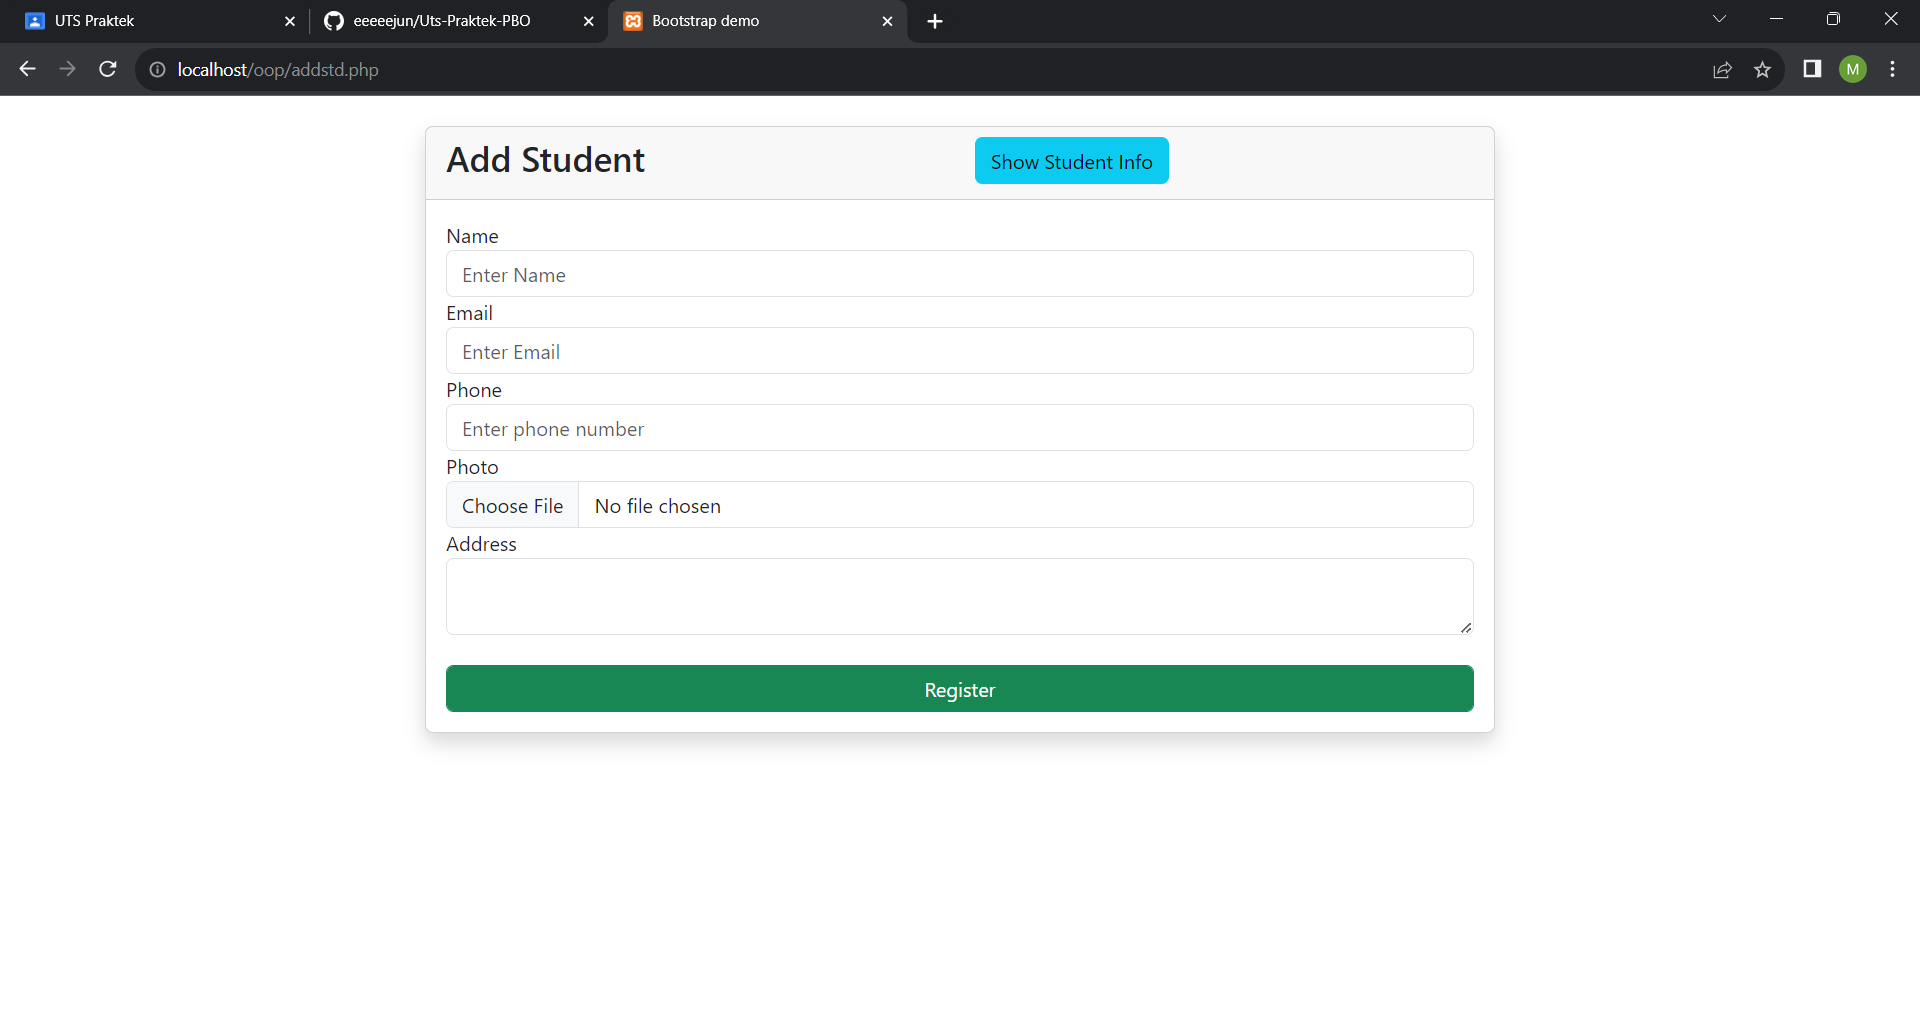 UTS Praktek
eeeeejun/Uts-Praktek-PBO
Bootstrap demo
localhost/oop/addstd.php
M
Add Student
Show Student Info
Name
Enter Name
Email
Enter Email
Phone
Enter phone number
Photo
Choose File No file chosen
Address
Register